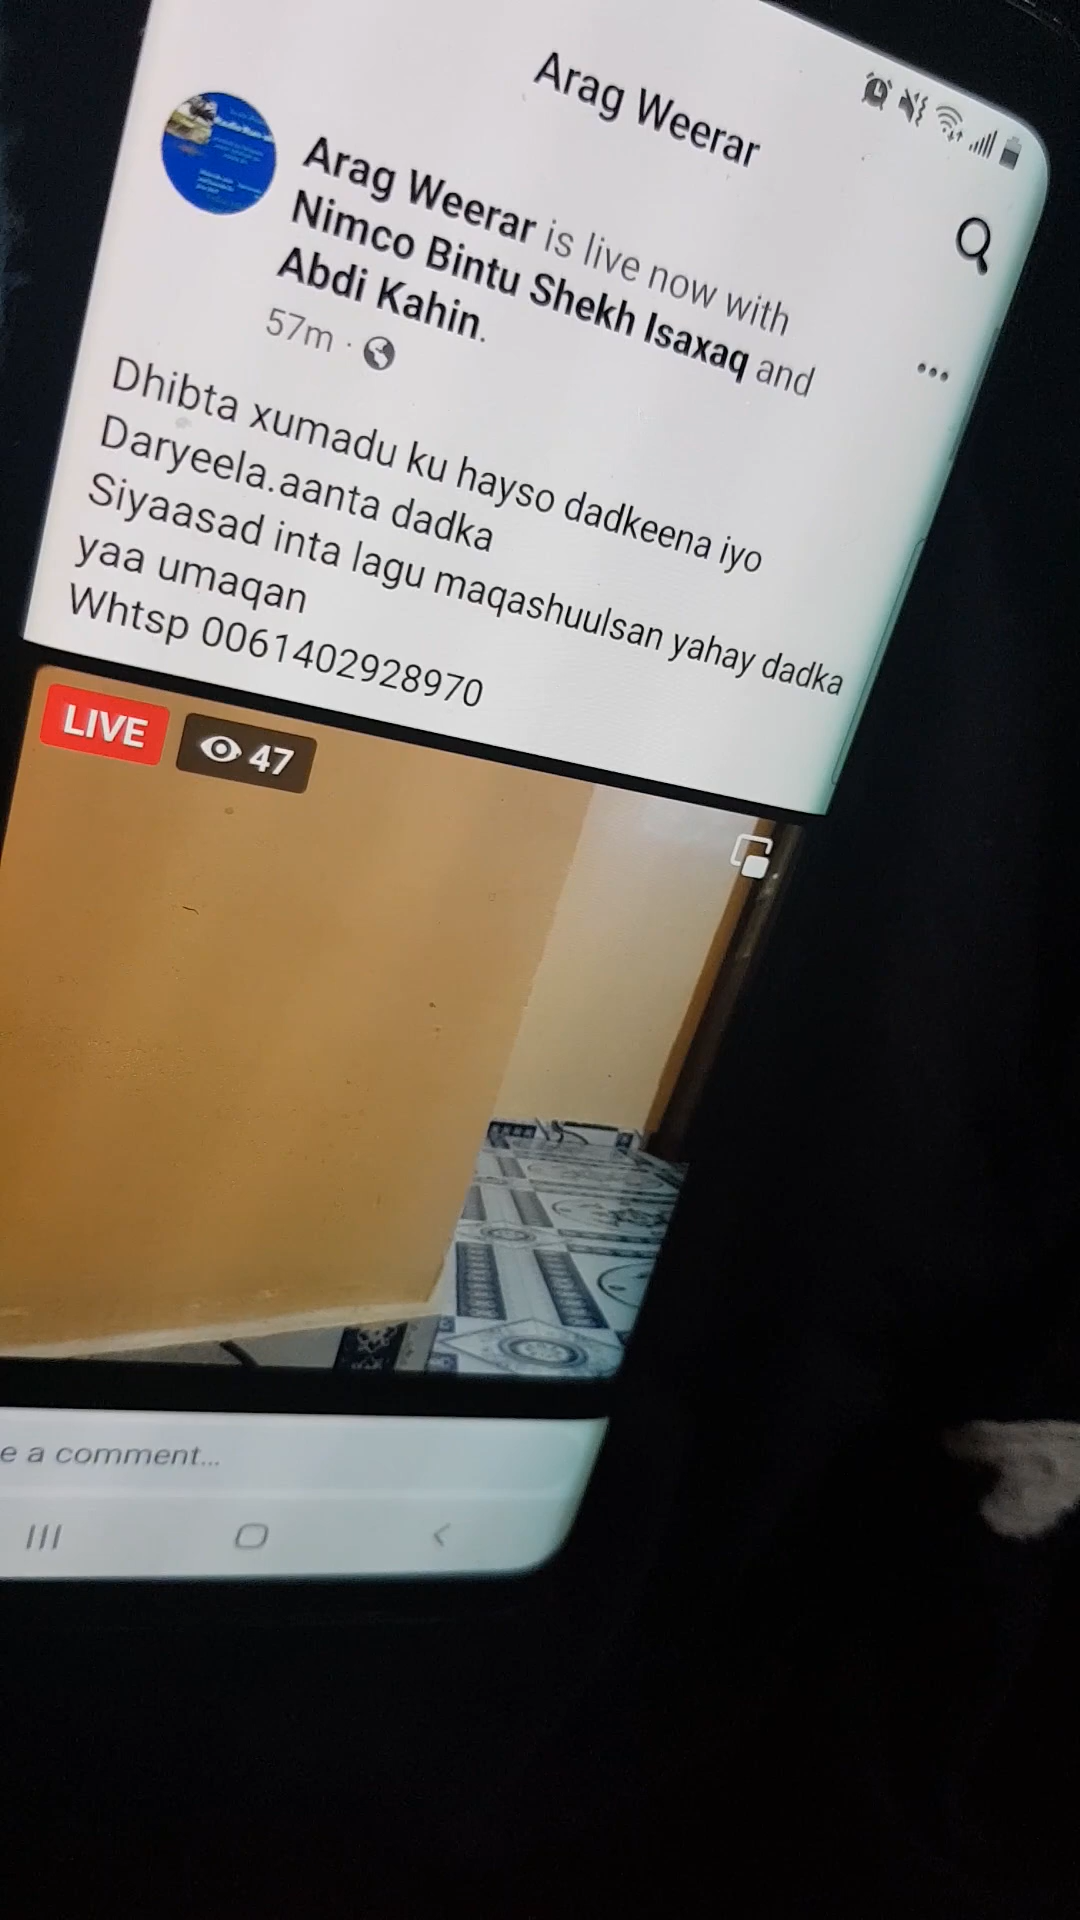 Arag Weerar
Arag Weerar is live now with
Nimco Bintu Shekh Isaxaq and
Abdi Kahin.
57m ·
Dhibta xumadu ku hayso dadkeena iyo
Daryeela.aanta dadka
Siyaasad inta lagu maqashuulsan yahay dadka
yaa umaqan
Whtsp 0061402928970
LIVE 47
e a comment...